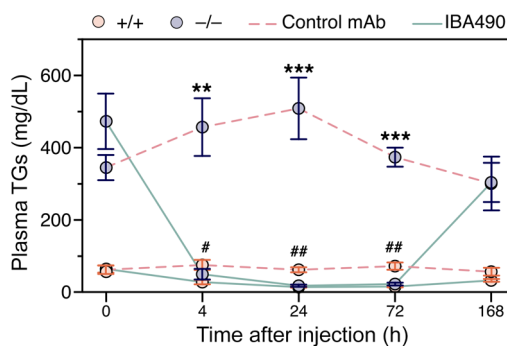 +/+ –/– Control mAb IBA490
Plasma TGs (mg/dL)
600
400
200
0
**
***
***
#
##
##
0 4 24 72 168
Time after injection (h)